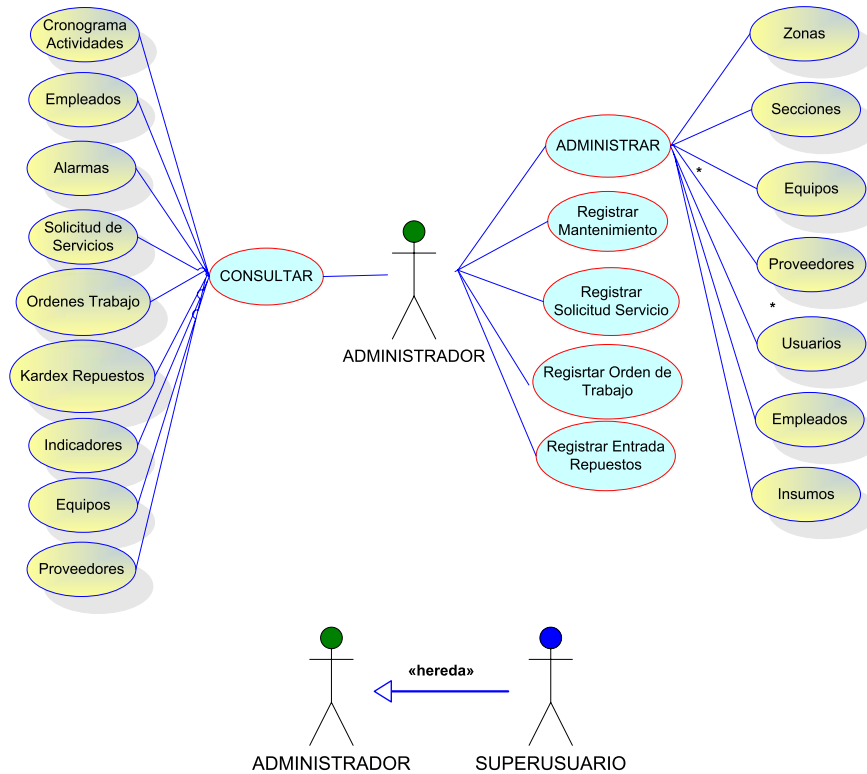 Cronograma
Actividades
Empleados
Alarmas
Solicitud de
Servicios
Ordenes Trabajo
Kardex Repuestos
Indicadores
Equipos
Proveedores
CONSULTAR
ADMINISTRADOR
ADMINISTRAR
Registrar
Mantenimiento
Registrar
Solicitud Servicio
Regisrtar Orden de
Trabajo
Registrar Entrada
Repuestos
Zonas
Secciones
Equipos
*
Proveedores
*
Usuarios
Empleados
Insumos
«hereda»
ADMINISTRADOR
SUPERUSUARIO